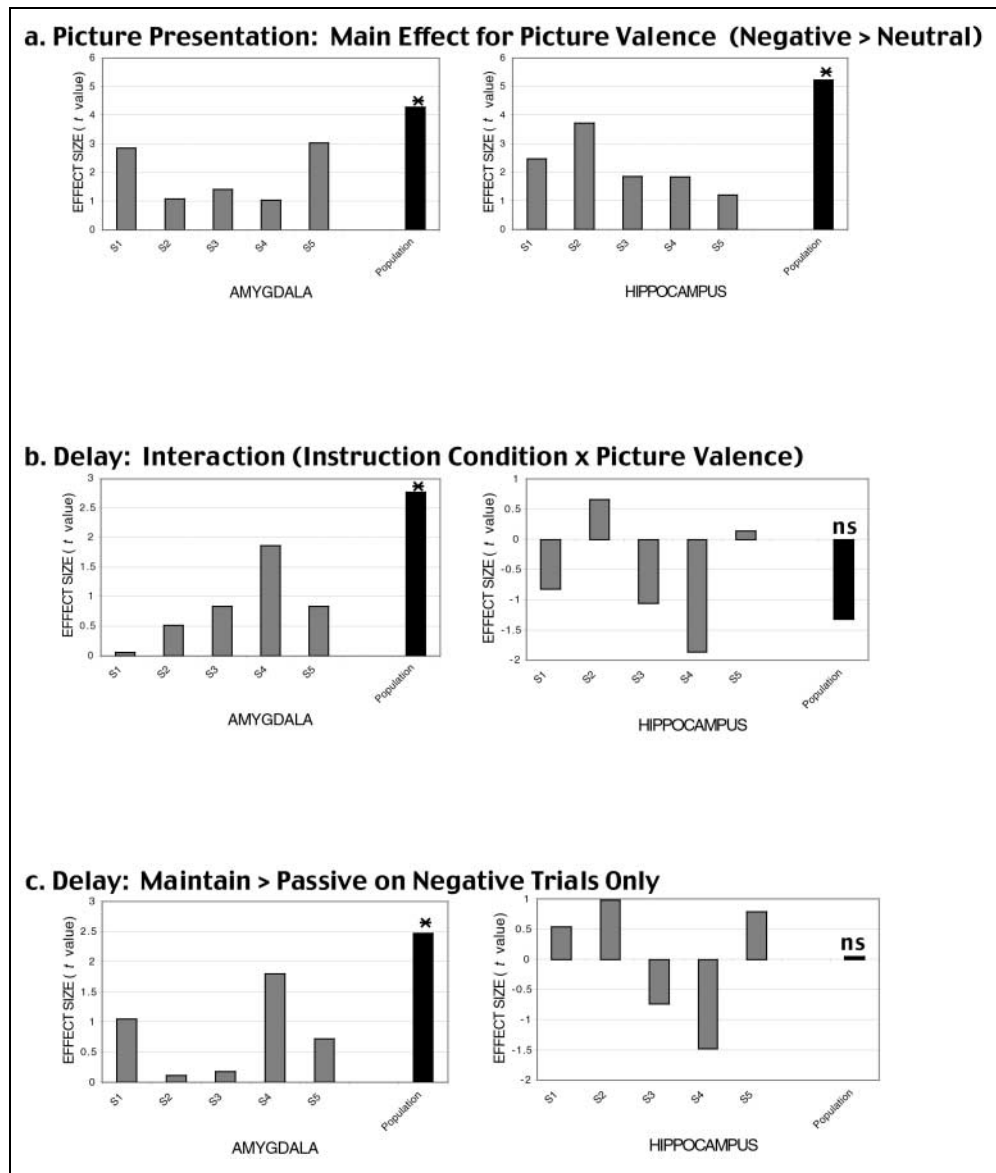 a. Picture Presentation: Main Effect for Picture Valence (Negative > Neutral)
EFFECT SIZE ( t value)
6
5
4
3
2
1
0
*
S1
S2
S3
S4
S5
Population
AMYGDALA
EFFECT SIZE ( t value)
6
5
4
3
2
1
0
*
S1
S2
S3
S4
S5
Population
HIPPOCAMPUS
b. Delay: Interaction (Instruction Condition x Picture Valence)
EFFECT SIZE ( t value)
3
2.5
2
1.5
1
0.5
0
*
S1
S2
S3
S4
S5
Population
AMYGDALA
EFFECT SIZE ( t value)
1
0.5
0
-0.5
-1
-1.5
-2
ns
S1
S2
S3
S4
S5
Population
HIPPOCAMPUS
c. Delay: Maintain > Passive on Negative Trials Only
EFFECT SIZE ( t value)
3
2.5
2
1.5
1
0.5
0
*
S1
S2
S3
S4
S5
Population
AMYGDALA
EFFECT SIZE ( t value)
1
0.5
0
-0.5
-1
-1.5
-2
ns
S1
S2
S3
S4
S5
Population
HIPPOCAMPUS